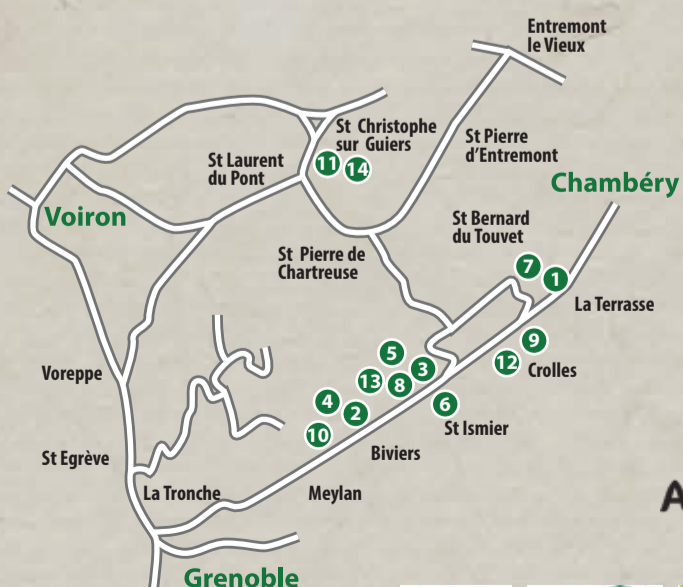 Entremont
le Vieux
St Christophe
sur Guiers
11
14
St Laurent
du Pont
St Pierre
d'Entremont
Chambéry
Voiron
St Bernard
du Touvet
St Pierre de
Chartreuse
7
1
La Terrasse
9
12
Crolles
5
3
13
8
Voreppe
4
2
6
St Ismier
10
Biviers
St Egrève
La Tronche
Meylan
A
Grenoble